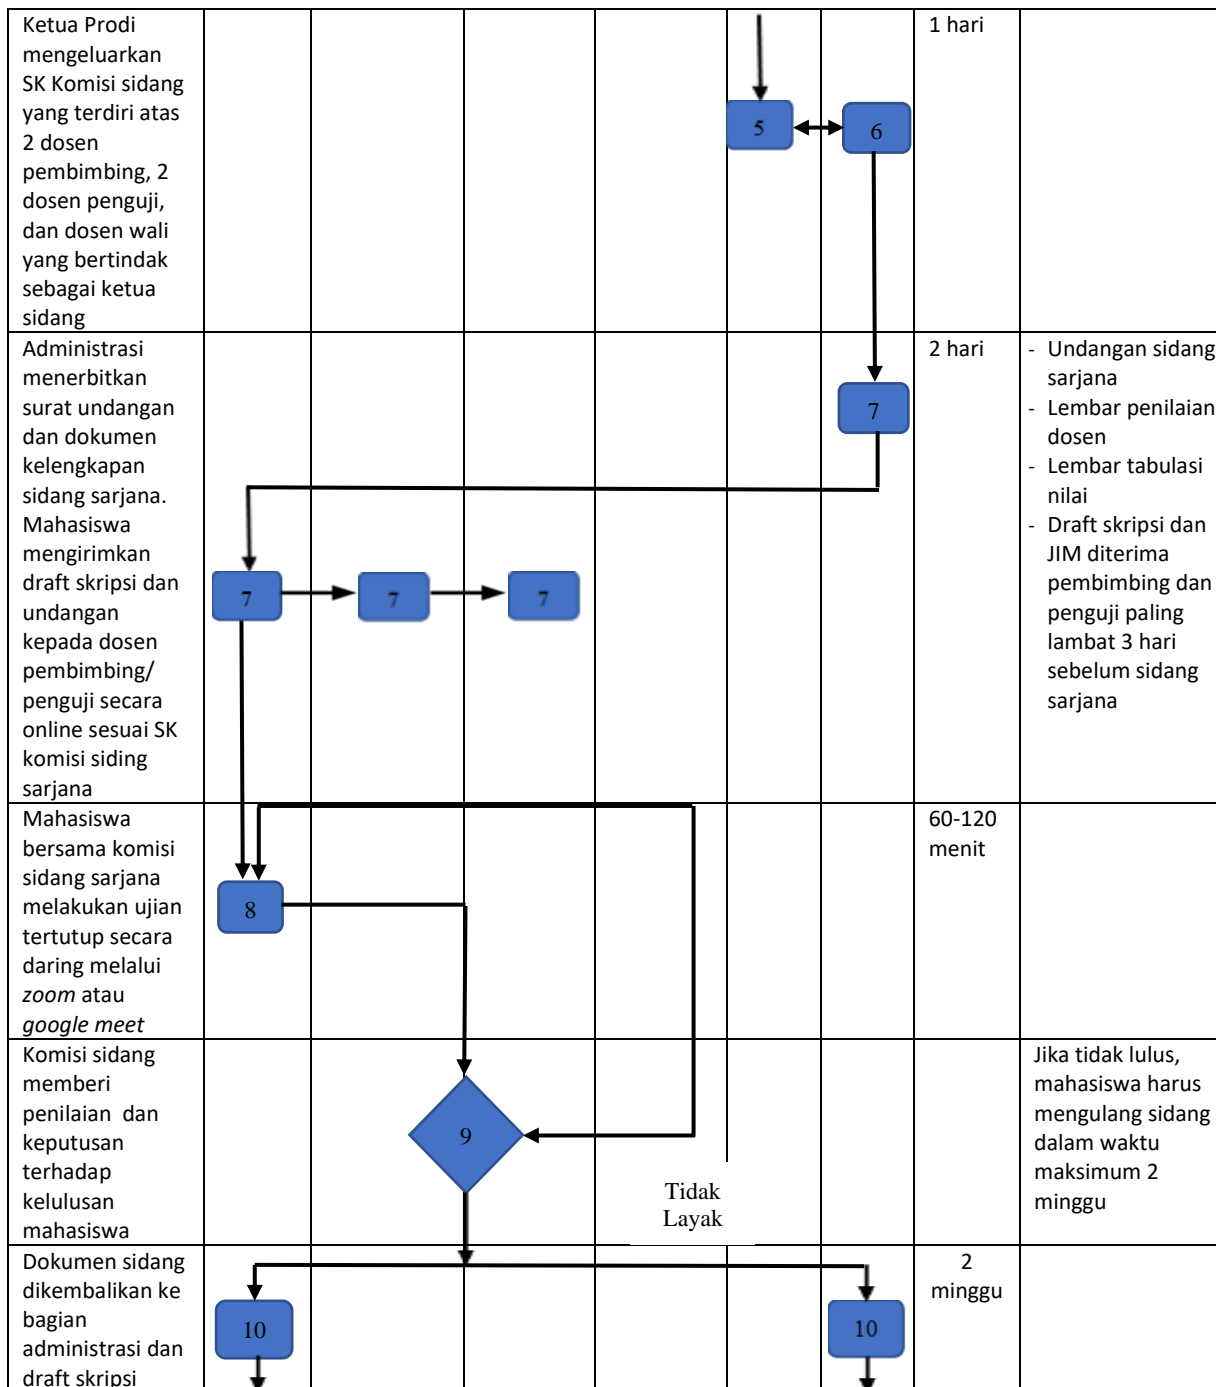 Ketua Prodi
mengeluarkan
SK Komisi sidang
yang terdiri atas
2 dosen
pembimbing, 2
dosen penguji,
dan dosen wali
yang bertindak
sebagai ketua
sidang
5
6
1 hari
Administrasi
menerbitkan
surat undangan
dan dokumen
kelengkapan
sidang sarjana.
Mahasiswa
mengirimkan
draft skripsi dan
undangan
kepada dosen
pembimbing/
penguji secara
online sesuai SK
komisi siding
sarjana
7
7
7
7
2 hari
- Undangan sidang
sarjana
- Lembar penilaian
dosen
- Lembar tabulasi
nilai
- Draft skripsi dan
JIM diterima
pembimbing dan
penguji paling
lambat 3 hari
sebelum sidang
sarjana
Mahasiswa
bersama komisi
sidang sarjana
melakukan ujian
tertutup secara
daring melalui
zoom atau
google meet
8
60-120
menit
Komisi sidang
memberi
penilaian dan
keputusan
terhadap
kelulusan
mahasiswa
9
Tidak
Layak
Jika tidak lulus,
mahasiswa harus
mengulang sidang
dalam waktu
maksimum 2
minggu
Dokumen sidang
dikembalikan ke
bagian
administrasi dan
draft skripsi
10
10
2
minggu